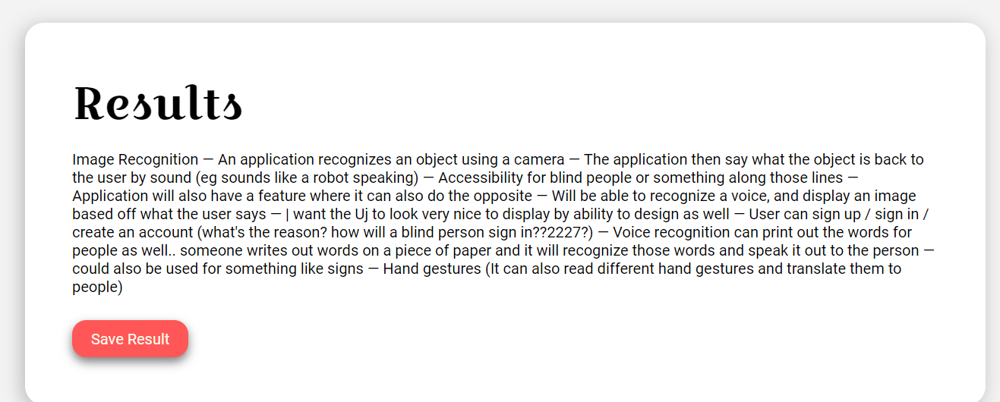 Results
Image Recognition — An application recognizes an object using a camera — The application then say what the object is back to
the user by sound (eg sounds like a robot speaking) — Accessibility for blind people or something along those lines —
Application will also have a feature where it can also do the opposite — Will be able to recognize a voice, and display an image
based off what the user says — | want the Uj to look very nice to display by ability to design as well — User can sign up / sign in /
create an account (what's the reason? how will a blind person sign in??2227?) — Voice recognition can print out the words for
people as well.. someone writes out words on a piece of paper and it will recognize those words and speak it out to the person —
could also be used for something like signs — Hand gestures (It can also read different hand gestures and translate them to
people)
Save Result